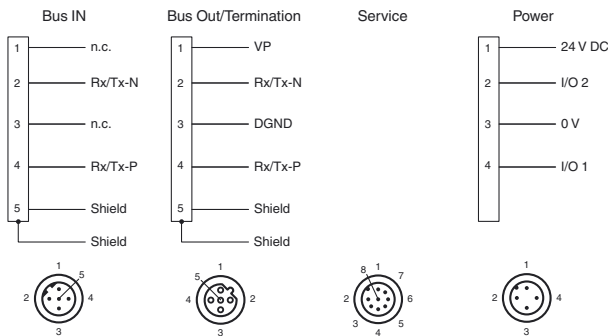 Bus IN
Bus Out/Termination
Service
Power
1 n.c.
2 Rx/Tx-N
3 n.c.
4 Rx/Tx-P
5 Shield
Shield
1 VP
2 Rx/Tx-N
3 DGND
4 Rx/Tx-P
5 Shield
Shield
1 24 V DC
2 I/O 2
3 0 V
4 I/O 1
1
5
2 4
3
1
5
4 2
3
8 1 7
2 6
3 5
4
1
2 4
3